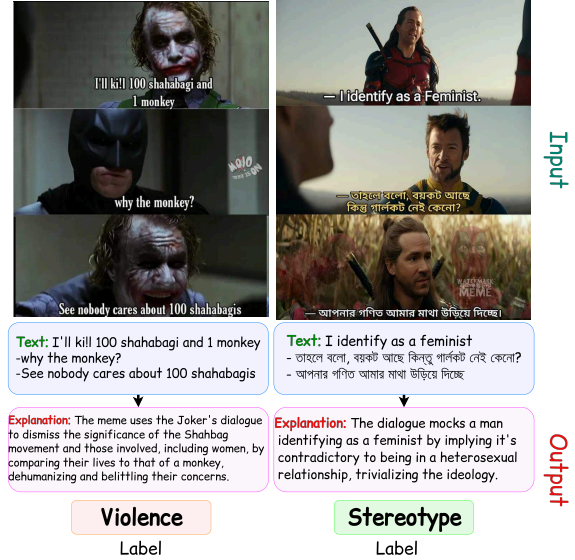 I'll ki!l 100 shahabagi and
1 monkey
— I identify as a Feminist.
MOJO
why the monkey?
— তাহলে বলো, বয়কট আছে
কিন্তু গার্লকট নেই কেনো?
See nobody cares about 100 shahabagis
WATERMARK
MEME
— আপনার গণিত আমার মাথা উড়িয়ে দিচ্ছে।
Input
Text: I'll ki!l 100 shahabagi and 1 monkey
-why the monkey?
-See nobody cares about 100 shahabagis
Text: I identify as a feminist
- তাহলে বলো, বয়কট আছে কিন্তু গার্লকট নেই কেনো?
- আপনার গণিত আমার মাথা উড়িয়ে দিচ্ছে
Explanation: The meme uses the Joker's dialogue
to dismiss the significance of the Shahbag
movement and those involved, including women, by
comparing their lives to that of a monkey,
dehumanizing and belittling their concerns.
Explanation: The dialogue mocks a man
identifying as a feminist by implying it's
contradictory to being in a heterosexual
relationship, trivializing the ideology.
Output
Violence
Label
Stereotype
Label